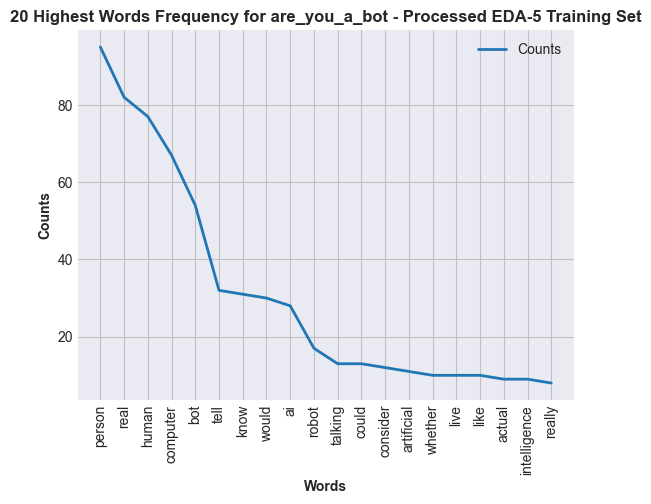 20 Highest Words Frequency for are_you_a_bot - Processed EDA-5 Training Set
Counts
Counts
80
60
40
20
person
real
human
computer
bot
tell
know
would
ai
robot
talking
could
consider
artificial
whether
live
like
actual
intelligence
really
Words